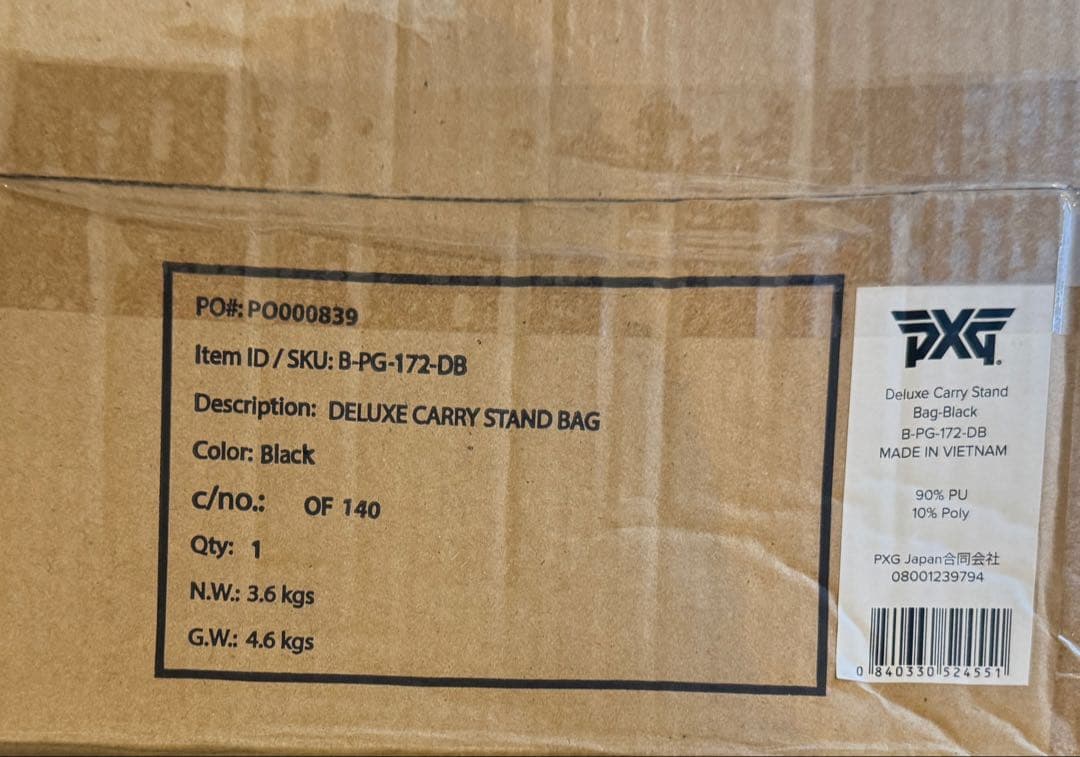 PO#: PO000839
Item ID / SKU: B-PG-172-DB
Description: DELUXE CARRY STAND BAG
Color: Black
c/no.: OF 140
Qty: 1
N.W.: 3.6 kgs
G.W.: 4.6 kgs
PXG
Deluxe Carry Stand
Bag-Black
B-PG-172-DB
MADE IN VIETNAM
90% PU
10% Poly
PXG Japan合同会社
08001239794
0 840330 524551